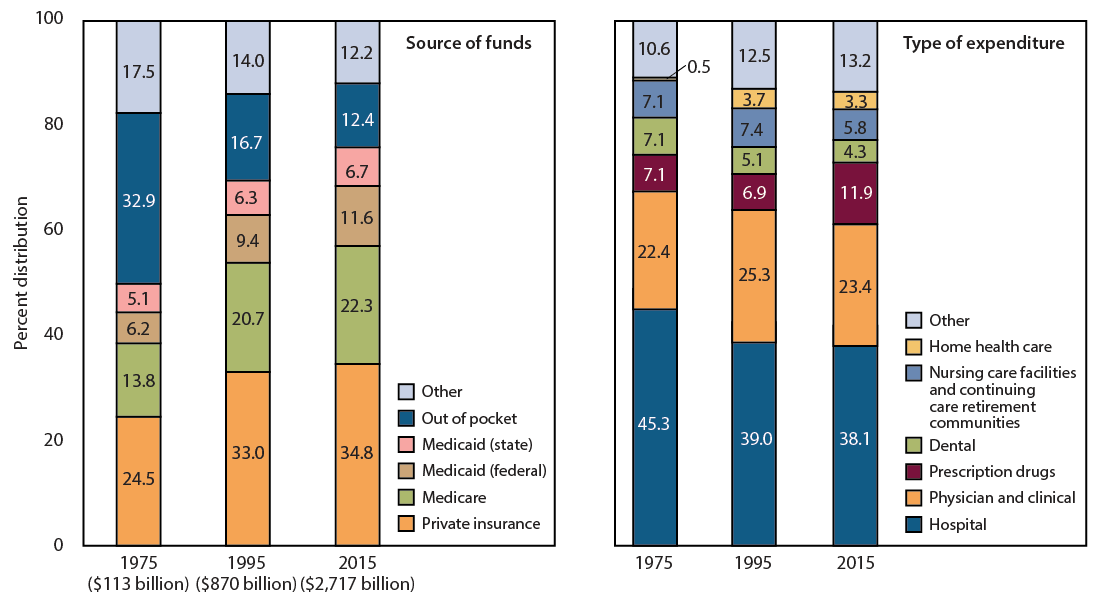 Percent distribution
100
80
60
40
20
0
Source of funds
17.5
32.9
5.1
6.2
13.8
24.5
14.0
16.7
6.3
9.4
20.7
33.0
12.2
12.4
6.7
11.6
22.3
34.8
Other
Out of pocket
Medicaid (state)
Medicaid (federal)
Medicare
Private insurance
1975
($113 billion)
1995
($870 billion)
2015
($2,717 billion)
Type of expenditure
10.6
0.5
7.1
7.1
7.1
22.4
45.3
12.5
3.7
7.4
5.1
6.9
25.3
39.0
13.2
3.3
5.8
4.3
11.9
23.4
38.1
Other
Home health care
Nursing care facilities
and continuing
care retirement
communities
Dental
Prescription drugs
Physician and clinical
Hospital
1975
1995
2015